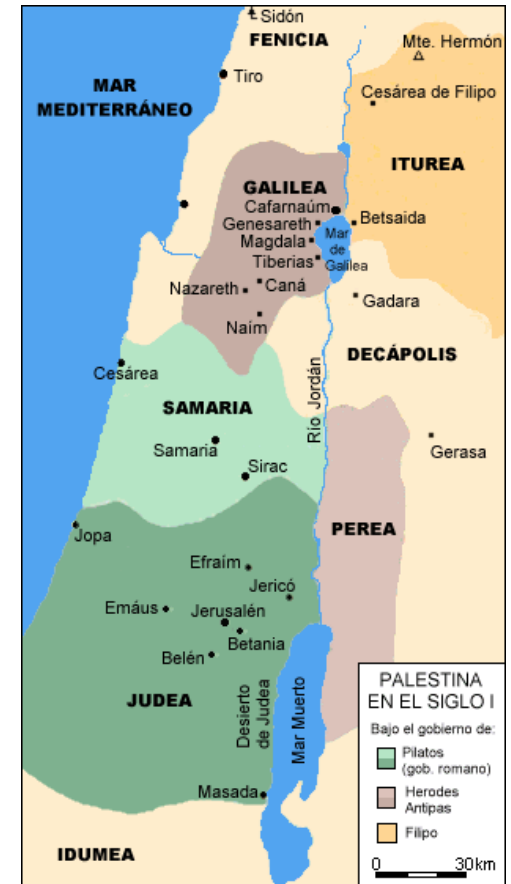 Sidón
FENICIA
Mte. Hermón
Tiro
MAR
MEDITERRÁNEO
Cesárea de Filipo
ITUREA
GALILEA
Cafarnaúm
Genesareth
Betsaida
Magdala
Mar
de
Galilea
Tiberias
Nazareth
Caná
Gadara
Naím
DECÁPOLIS
Cesárea
Río Jordán
SAMARIA
Samaria
Gerasa
Sirac
Jopa
PEREA
Efraím
Jericó
Emáus
Jerusalén
Betania
Belén
JUDEA
Desierto
de Judea
Mar Muerto
Masada
IDUMEA
PALESTINA
EN EL SIGLO I
Bajo el gobierno de:
Pilatos
(gob. romano)
Herodes
Antipas
Filipo
0 30km